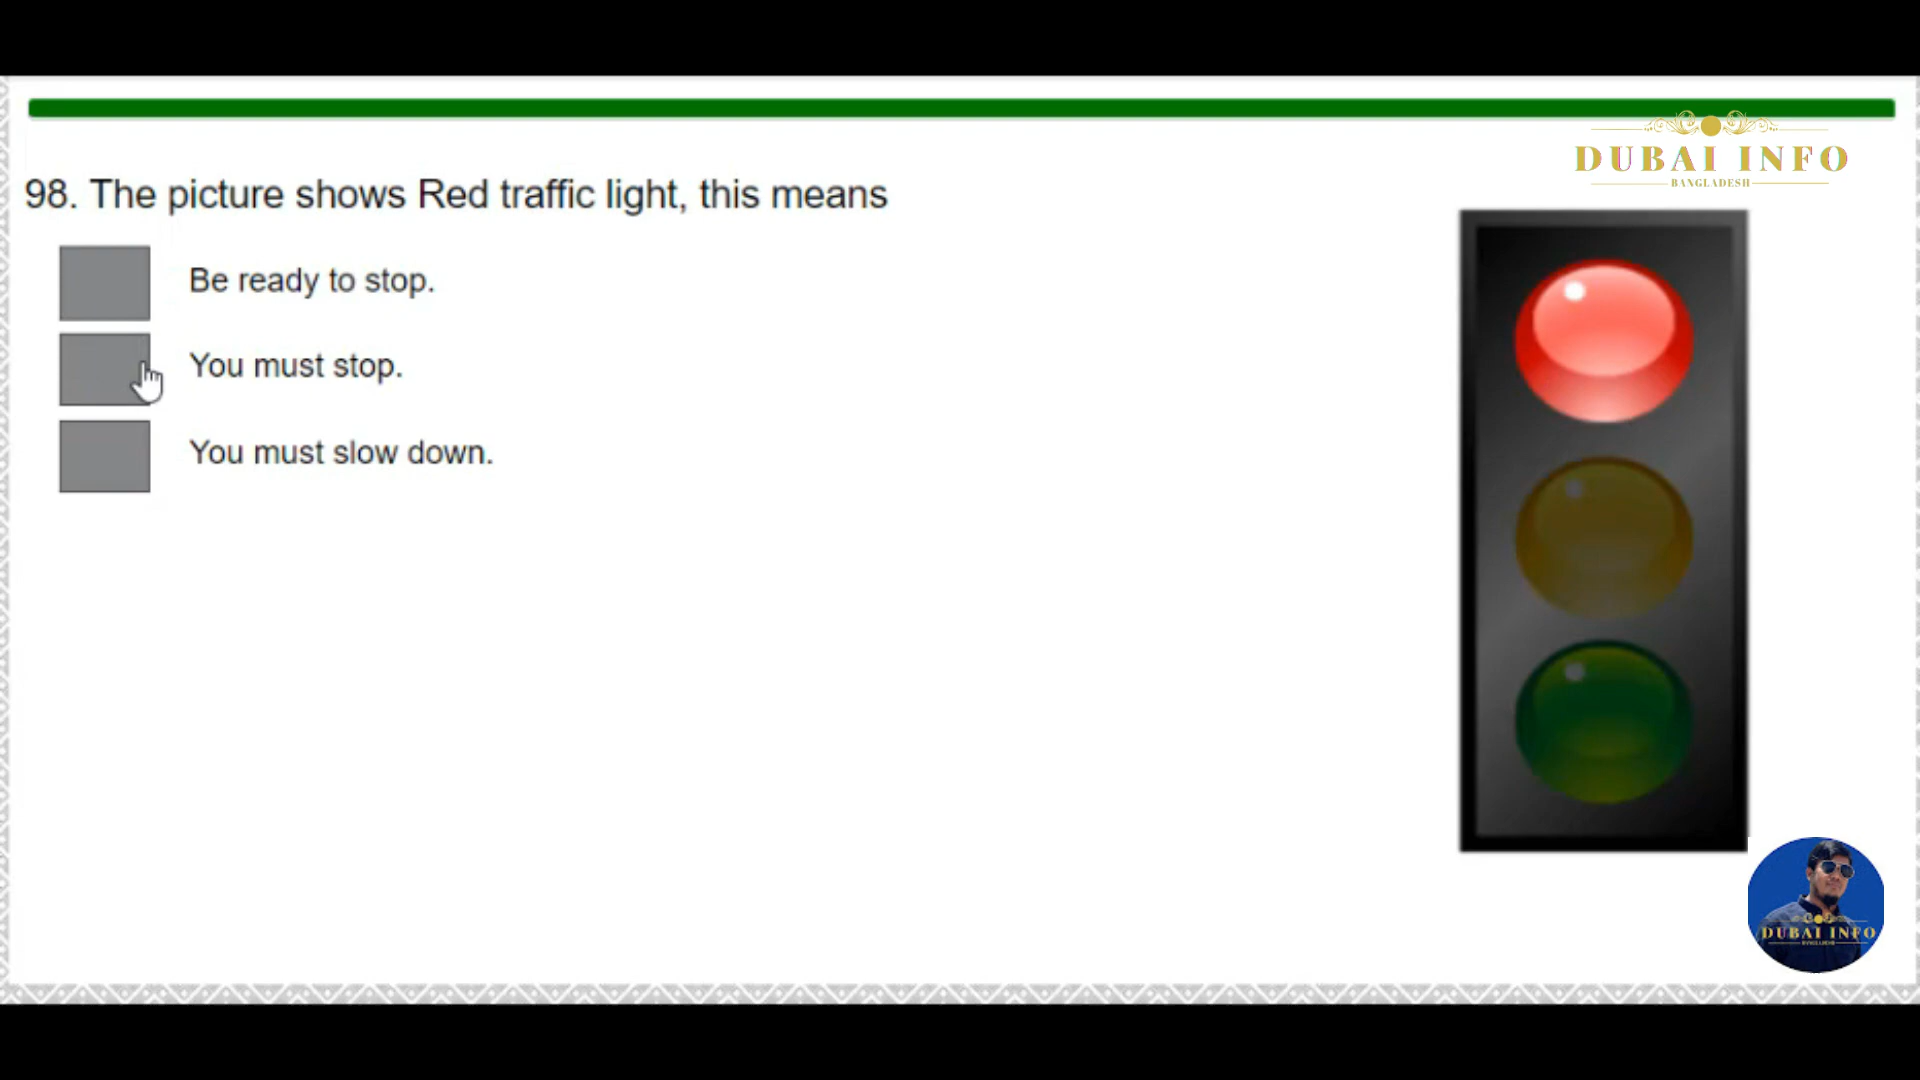 DUBAI INFO
BANGLADESH
98. The picture shows Red traffic light, this means
Be ready to stop.
You must stop.
You must slow down.
DUBAI INFO
BANGLADESH